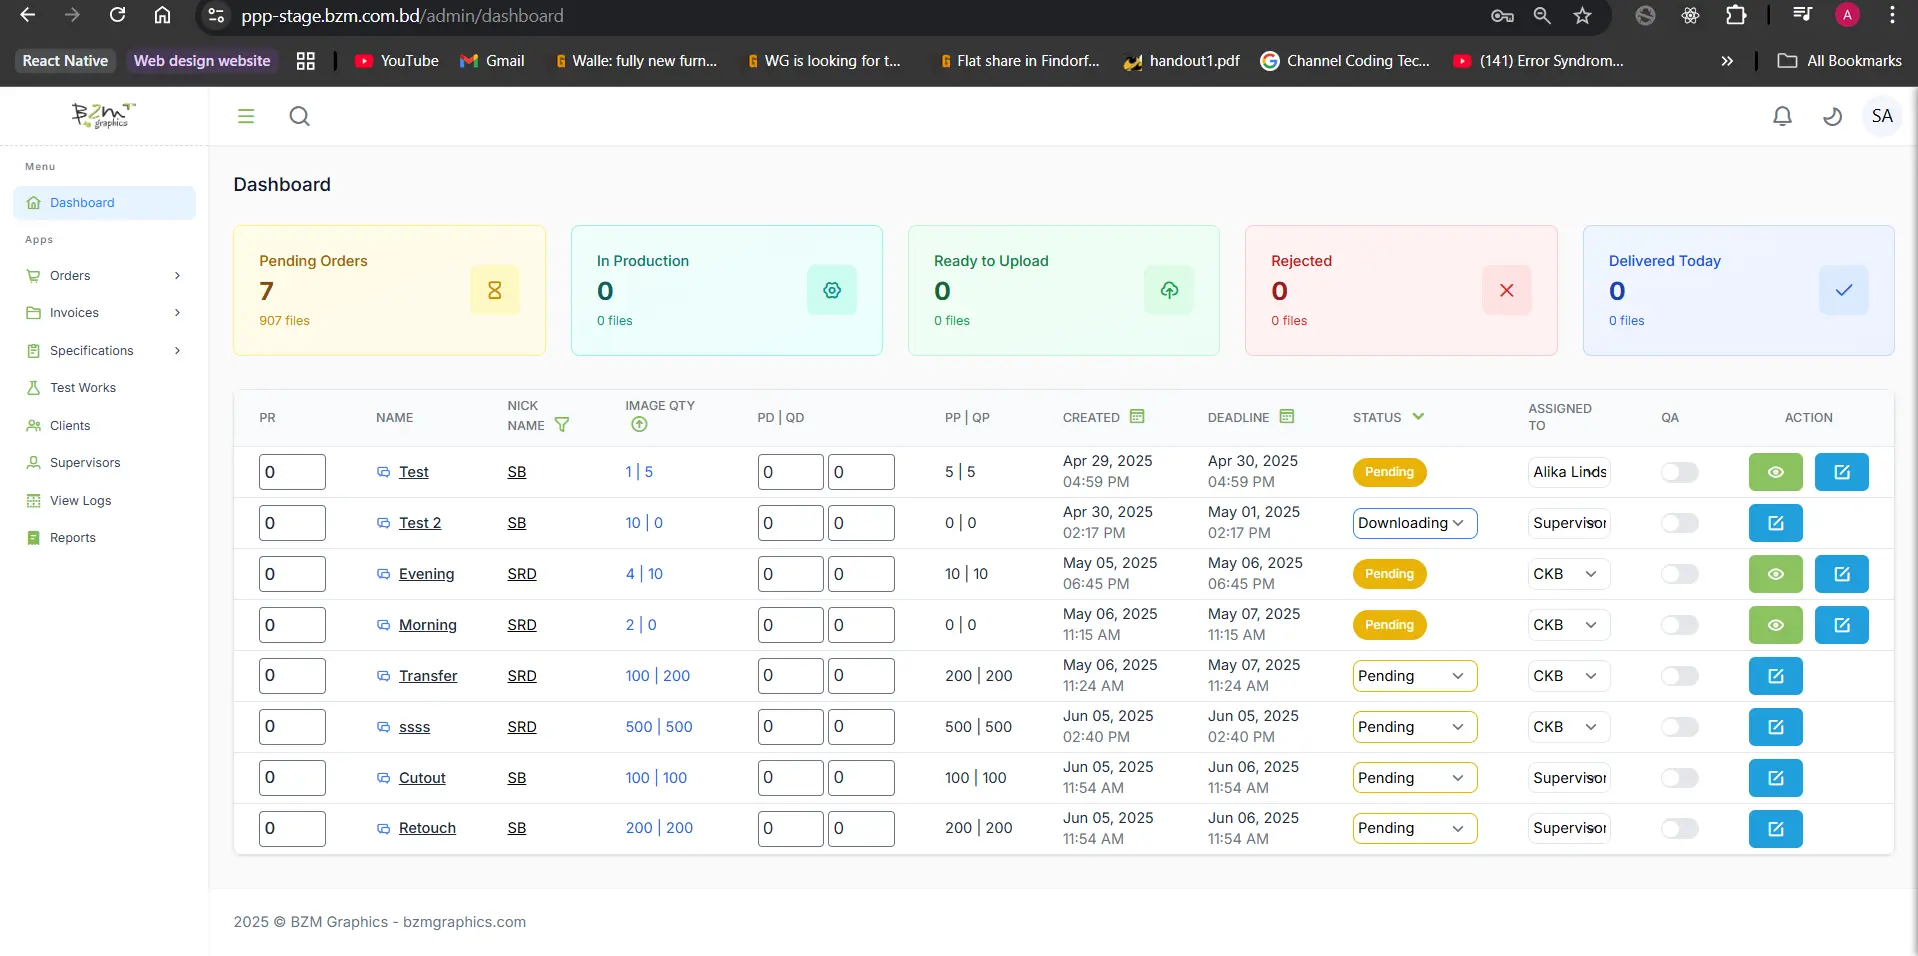 ppp-stage.bzm.com.bd/admin/dashboard
A
React Native
Web design website
YouTube
Gmail
Walle: fully new furn...
WG is looking for t...
Flat share in Findorf...
handout1.pdf
Channel Coding Tec...
(141) Error Syndrom...
All Bookmarks
BZM graphics
SA
Menu
Dashboard
Apps
Orders
Invoices
Specifications
Test Works
Clients
Supervisors
View Logs
Reports
Dashboard
Pending Orders
7
907 files
In Production
0
0 files
Ready to Upload
0
0 files
Rejected
0
0 files
Delivered Today
0
0 files
PR NAME NICK NAME IMAGE QTY PD | QD PP | QP CREATED DEADLINE STATUS ASSIGNED TO QA ACTION
0 Test SB 1 | 5 0 0 5 | 5 Apr 29, 2025 04:59 PM Apr 30, 2025 04:59 PM Pending Alika Linds
0 Test 2 SB 10 | 0 0 0 0 | 0 Apr 30, 2025 02:17 PM May 01, 2025 02:17 PM Downloading Supervisor
0 Evening SRD 4 | 10 0 0 10 | 10 May 05, 2025 06:45 PM May 06, 2025 06:45 PM Pending CKB
0 Morning SRD 2 | 0 0 0 0 | 0 May 06, 2025 11:15 AM May 07, 2025 11:15 AM Pending CKB
0 Transfer SRD 100 | 200 0 0 200 | 200 May 06, 2025 11:24 AM May 07, 2025 11:24 AM Pending CKB
0 ssss SRD 500 | 500 0 0 500 | 500 Jun 05, 2025 02:40 PM Jun 05, 2025 02:40 PM Pending CKB
0 Cutout SB 100 | 100 0 0 100 | 100 Jun 05, 2025 11:54 AM Jun 06, 2025 11:54 AM Pending Supervisor
0 Retouch SB 200 | 200 0 0 200 | 200 Jun 05, 2025 11:54 AM Jun 06, 2025 11:54 AM Pending Supervisor
2025 © BZM Graphics - bzmgraphics.com